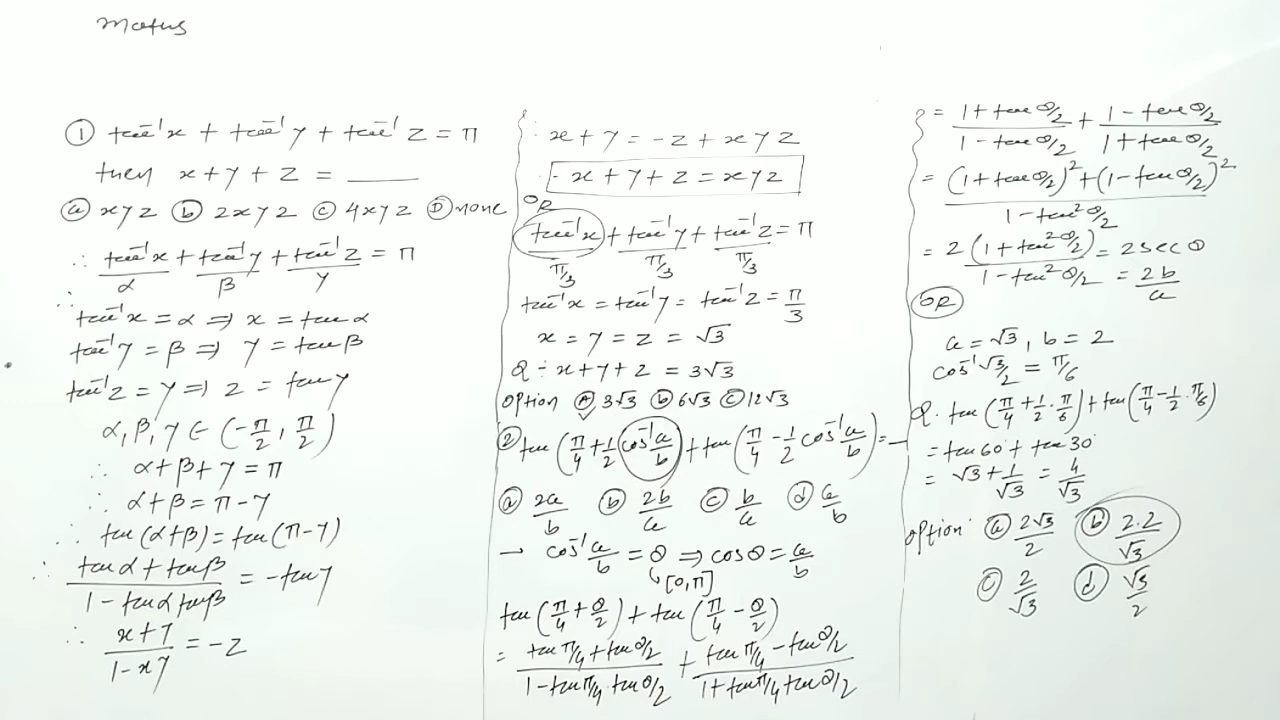 Maths
① tan⁻¹x + tan⁻¹y + tan⁻¹z = π
then x + y + z = ____
ⓐ xyz ⓑ 2xyz ⓒ 4xyz Ⓓ none
∴ tan⁻¹x + tan⁻¹y + tan⁻¹z = π
α β γ
∴ tan⁻¹x = α ⇒ x = tan α
tan⁻¹y = β ⇒ y = tan β
tan⁻¹z = γ ⇒ z = tan γ
α, β, γ ∈ (-π/2, π/2)
∴ α + β + γ = π
∴ α + β = π - γ
∴ tan(α + β) = tan(π - γ)
∴ (tan α + tan β)/(1 - tan α tan β) = -tan γ
∴ (x + y)/(1 - xy) = -z
∴ x + y = -z + xyz
∴ x + y + z = xyz
OR
tan⁻¹x + tan⁻¹y + tan⁻¹z = π
π/3 π/3 π/3
tan⁻¹x = tan⁻¹y = tan⁻¹z = π/3
x = y = z = √3
Q ÷ x + y + z = 3√3
option Ⓐ 3√3 ⓑ 6√3 ⓒ 12√3
② tan(π/4 + 1/2 cos⁻¹ a/b) + tan(π/4 - 1/2 cos⁻¹ a/b) = —
ⓐ 2a/b ⓑ 2b/a ⓒ b/a ⓓ a/b
→ cos⁻¹ a/b = θ ⇒ cos θ = a/b
↳ [0, π]
tan(π/4 + θ/2) + tan(π/4 - θ/2)
= (tan π/4 + tan θ/2)/(1 - tan π/4 · tan θ/2) + (tan π/4 - tan θ/2)/(1 + tan π/4 tan θ/2)
= (1 + tan θ/2)/(1 - tan θ/2) + (1 - tan θ/2)/(1 + tan θ/2)
= ((1 + tan θ/2)² + (1 - tan θ/2)²)/(1 - tan² θ/2)
= 2(1 + tan² θ/2)/(1 - tan² θ/2) = 2 sec θ
= 2b/a
OR
a = √3, b = 2
cos⁻¹ √3/2 = π/6
Q. tan(π/4 + 1/2 · π/6) + tan(π/4 - 1/2 · π/6)
= tan 60 + tan 30
= √3 + 1/√3 = 4/√3
option: ⓐ 2√3/2 ⓑ 2·2/√3
ⓒ 2/√3 ⓓ √3/2